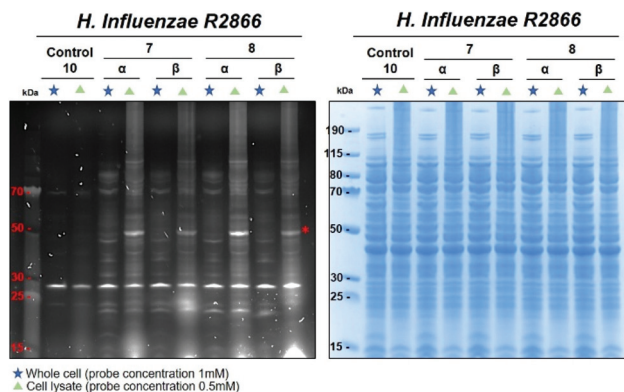 H. Influenzae R2866
Control
10
7
8
α β α β
kDa ★ ▲ ★ ▲ ★ ▲ ★ ▲ ★ ▲
70 -
50 -
*
30 -
25 -
15 -
H. Influenzae R2866
Control
10
7
8
α β α β
kDa ★ ▲ ★ ▲ ★ ▲ ★ ▲ ★ ▲
190 -
115 -
80 -
70 -
50 -
30 -
25 -
15 -
★ Whole cell (probe concentration 1mM)
▲ Cell lysate (probe concentration 0.5mM)